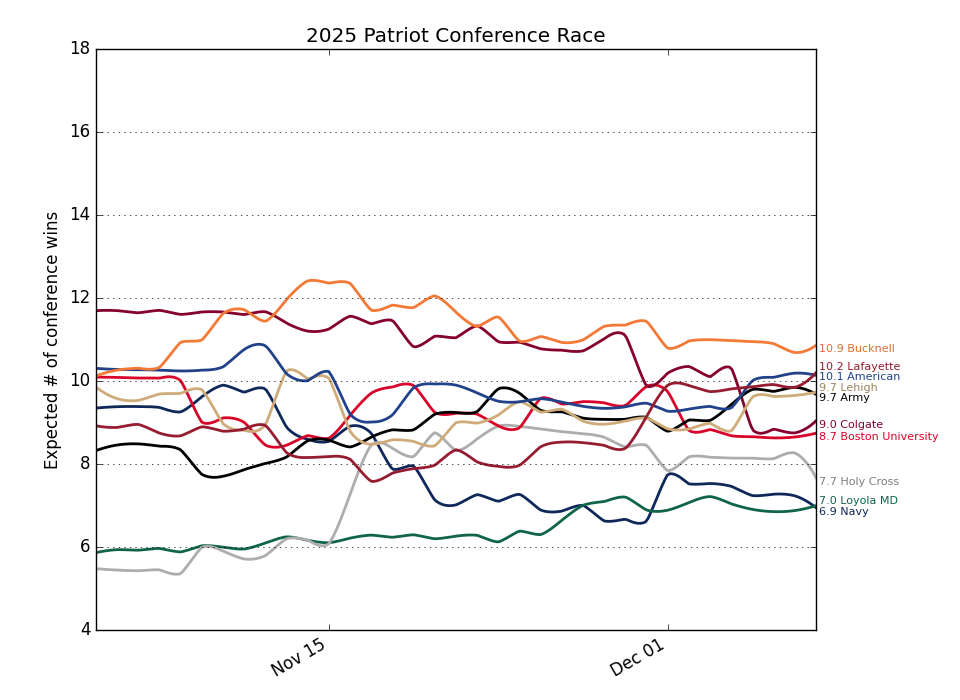 2025 Patriot Conference Race
Expected # of conference wins
18
16
14
12
10
8
6
4
Nov 15
Dec 01
10.9 Bucknell
10.2 Lafayette
10.1 American
9.7 Lehigh
9.7 Army
9.0 Colgate
8.7 Boston University
7.7 Holy Cross
7.0 Loyola MD
6.9 Navy